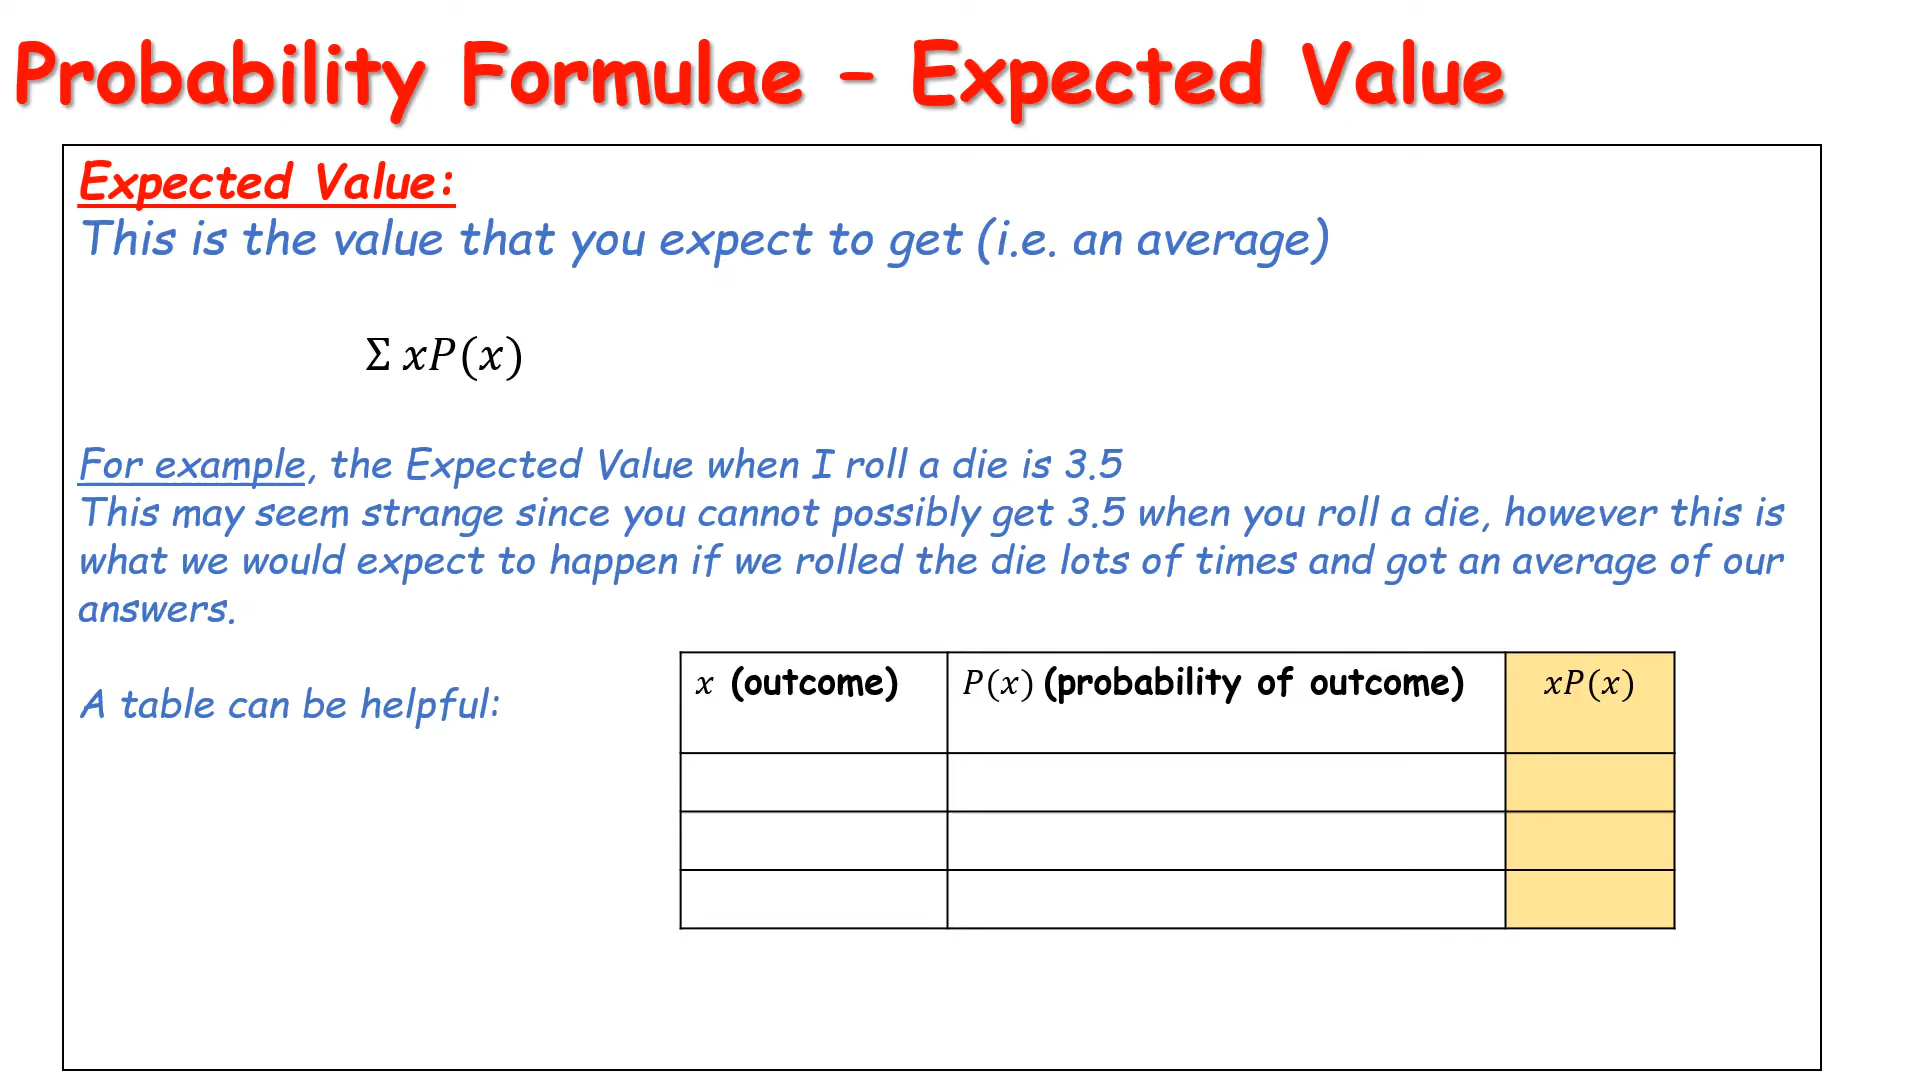 Probability Formulae – Expected Value
Expected Value:
This is the value that you expect to get (i.e. an average)
Σ xP(x)
For example, the Expected Value when I roll a die is 3.5
This may seem strange since you cannot possibly get 3.5 when you roll a die, however this is
what we would expect to happen if we rolled the die lots of times and got an average of our
answers.
A table can be helpful:
x (outcome) P(x) (probability of outcome) xP(x)